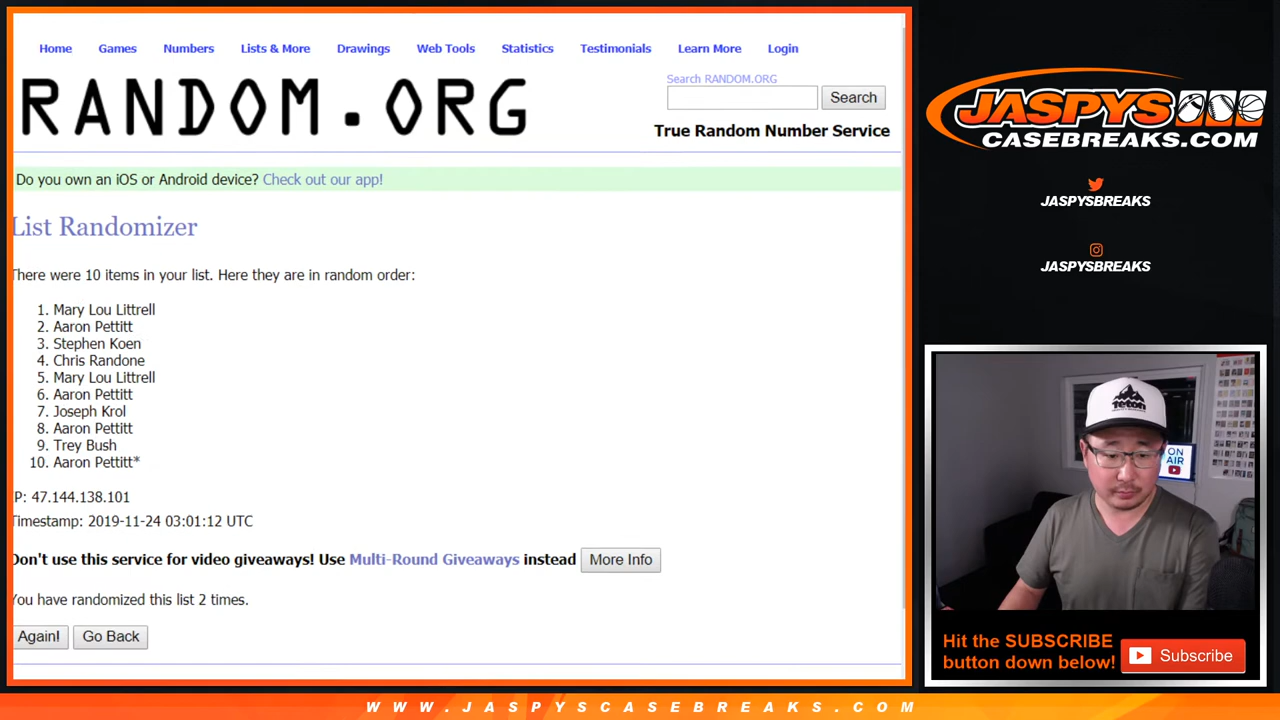 Home Games Numbers Lists & More Drawings Web Tools Statistics Testimonials Learn More Login
RANDOM.ORG
Search RANDOM.ORG
Search
True Random Number Service
Do you own an iOS or Android device? Check out our app!
List Randomizer
There were 10 items in your list. Here they are in random order:
1. Mary Lou Littrell
2. Aaron Pettitt
3. Stephen Koen
4. Chris Randone
5. Mary Lou Littrell
6. Aaron Pettitt
7. Joseph Krol
8. Aaron Pettitt
9. Trey Bush
10. Aaron Pettitt*
IP: 47.144.138.101
Timestamp: 2019-11-24 03:01:12 UTC
Don't use this service for video giveaways! Use Multi-Round Giveaways instead More Info
You have randomized this list 2 times.
Again! Go Back
JASPYS
CASEBREAKS.COM
JASPYSBREAKS
JASPYSBREAKS
TETON
ON
AIR
Hit the SUBSCRIBE
button down below!
Subscribe
WWW.JASPYSCASEBREAKS.COM